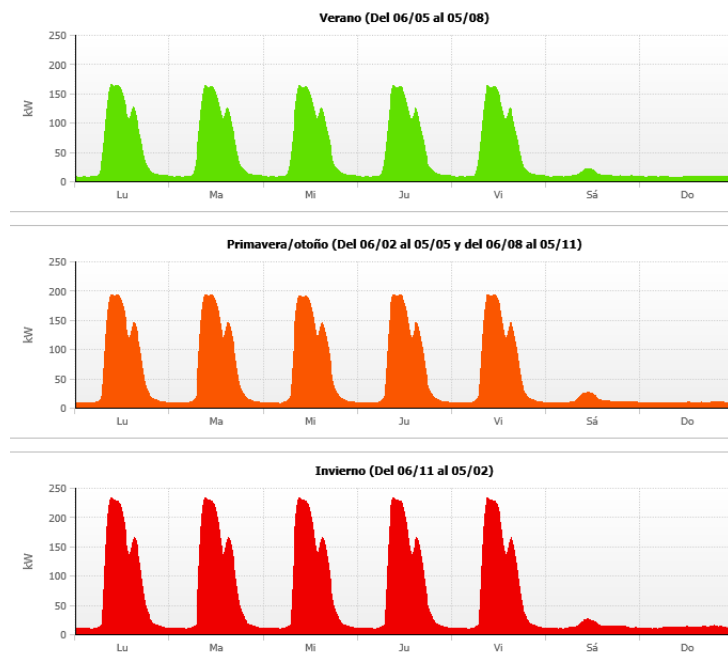 Verano (Del 06/05 al 05/08)
250
200
150
100
50
0
kW
Lu Ma Mi Ju Vi Sá Do
Primavera/otoño (Del 06/02 al 05/05 y del 06/08 al 05/11)
250
200
150
100
50
0
kW
Lu Ma Mi Ju Vi Sá Do
Invierno (Del 06/11 al 05/02)
250
200
150
100
50
0
kW
Lu Ma Mi Ju Vi Sá Do